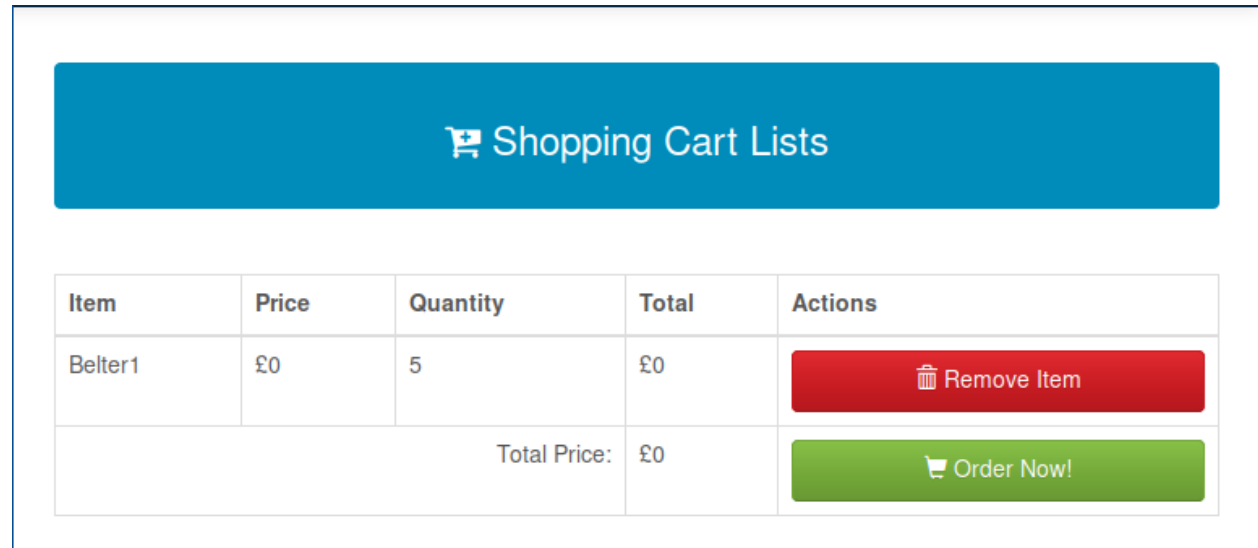 Shopping Cart Lists
Item Price Quantity Total Actions
Belter1 £0 5 £0 Remove Item
Total Price: £0 Order Now!